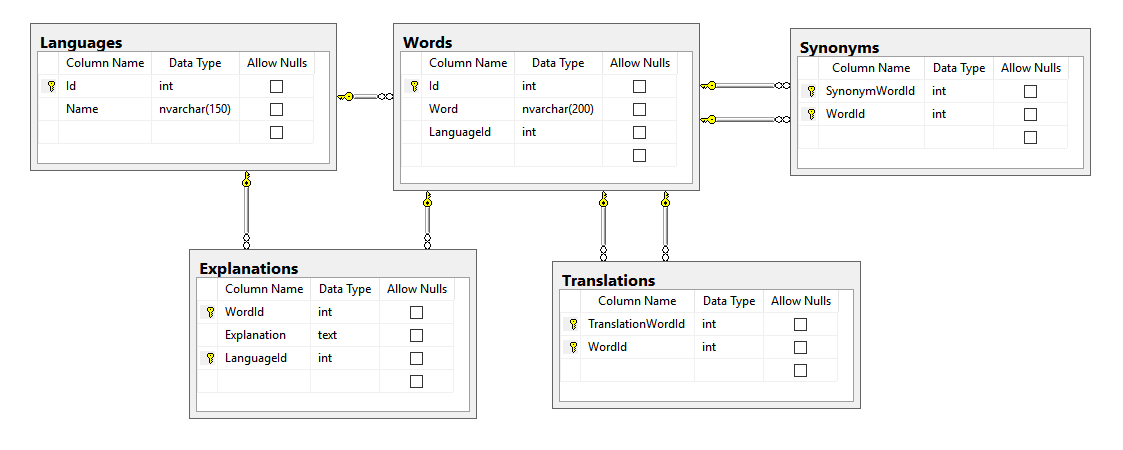 Languages
Column Name Data Type Allow Nulls
Id int
Name nvarchar(150)
Words
Column Name Data Type Allow Nulls
Id int
Word nvarchar(200)
LanguageId int
Synonyms
Column Name Data Type Allow Nulls
SynonymWordId int
WordId int
Explanations
Column Name Data Type Allow Nulls
WordId int
Explanation text
LanguageId int
Translations
Column Name Data Type Allow Nulls
TranslationWordId int
WordId int